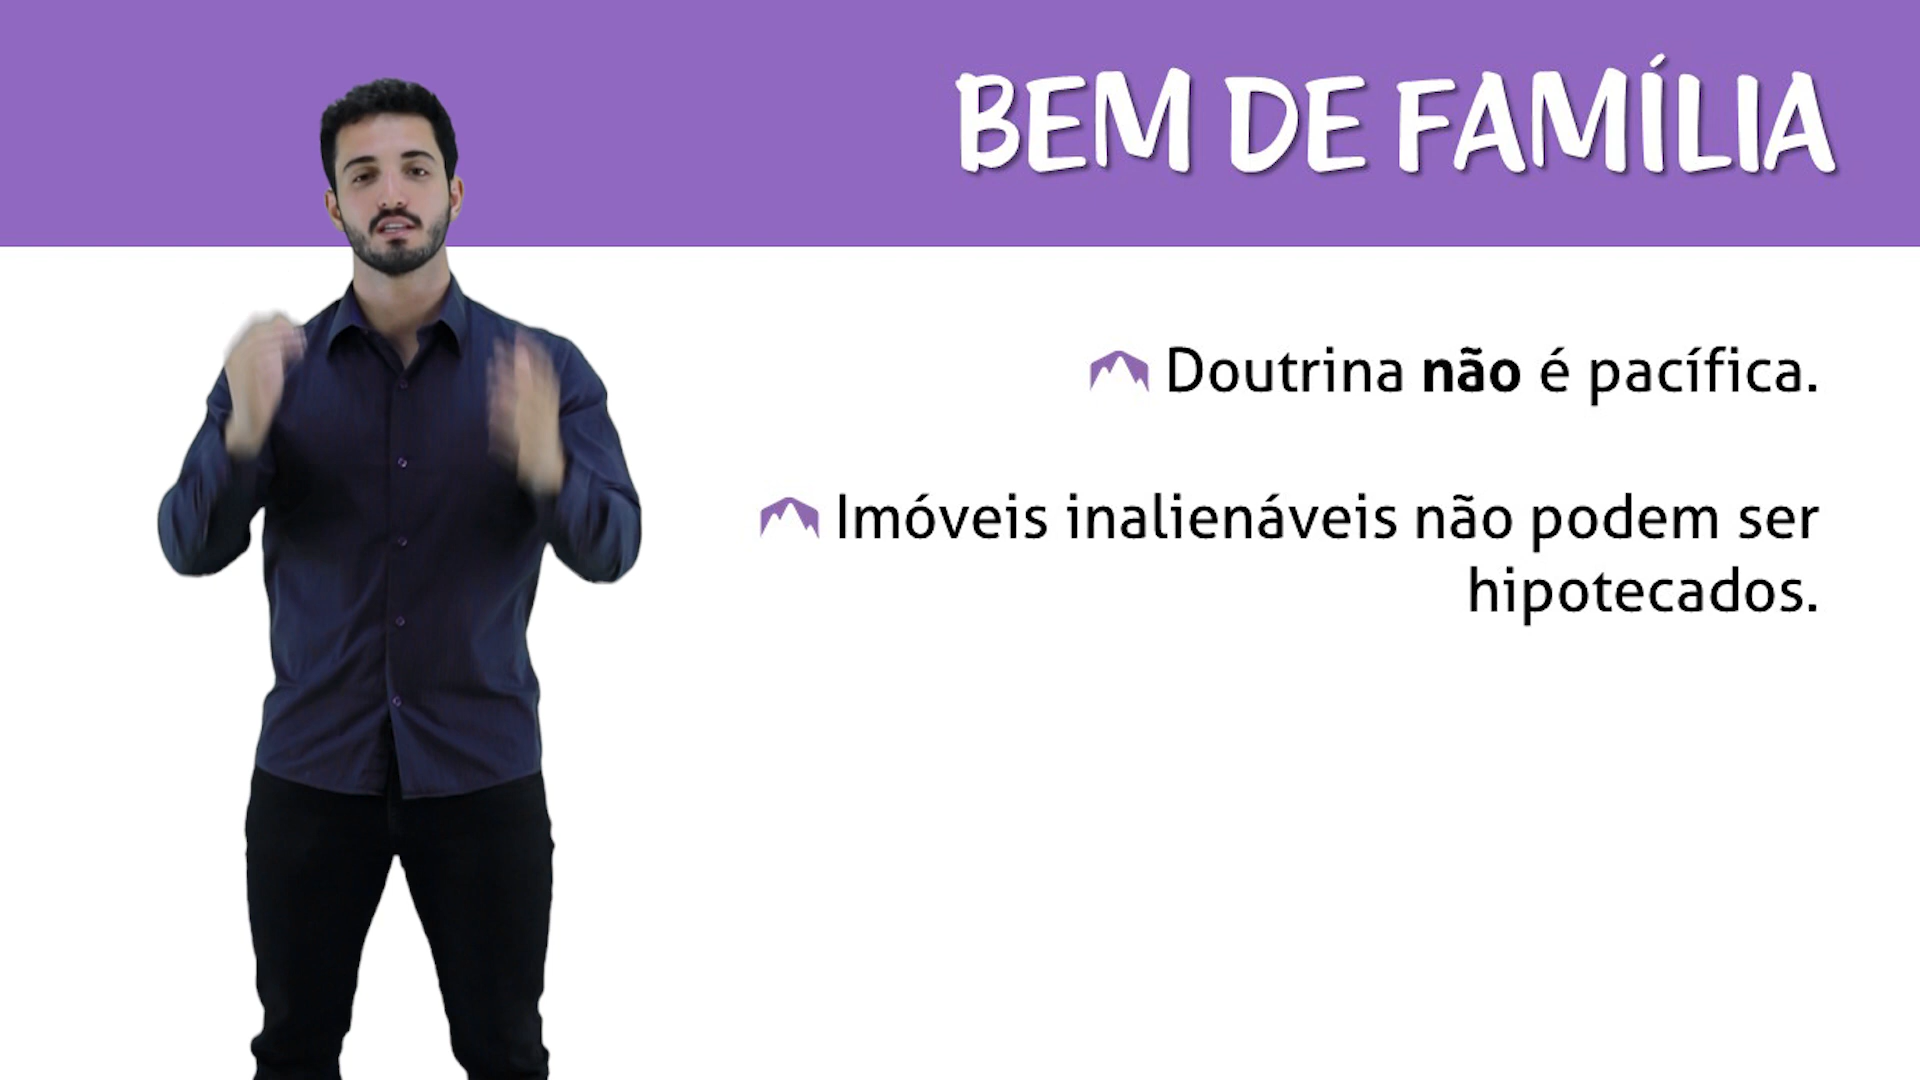 BEM DE FAMÍLIA
Doutrina não é pacífica.
Imóveis inalienáveis não podem ser
hipotecados.